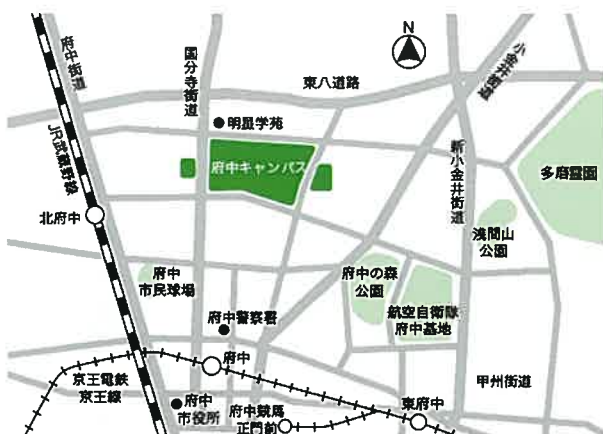 N
府中街道
国分寺街道
東八道路
小金井街道
明星学苑
JR武蔵野線
府中キャンパス
新小金井街道
多磨霊園
北府中
浅間山
公園
府中
市民球場
府中の森
公園
航空自衛隊
府中基地
府中警察署
府中
京王電鉄
京王線
甲州街道
府中
市役所
府中競馬
正門前
東府中